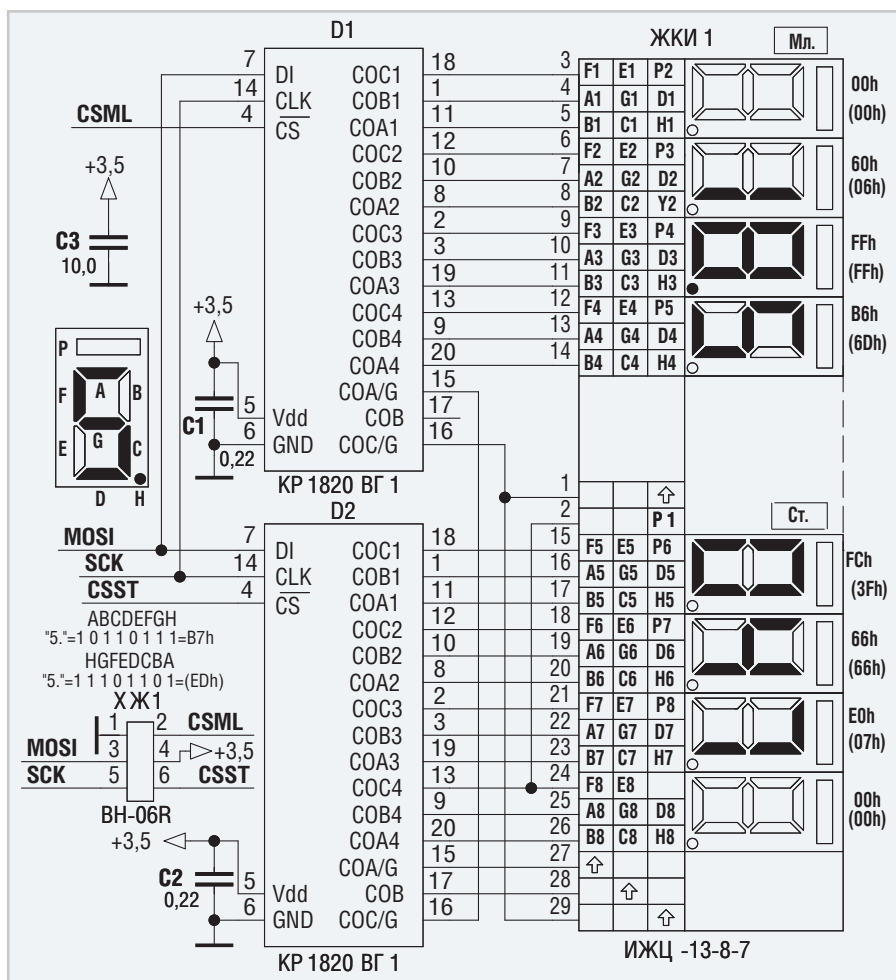 D1
7 DI COC1 18
14 CLK COB1 1
CSML 4 CS COA1 11
COC2 12
COB2 10
COA2 8
COC3 2
COB3 3
COA3 19
COC4 13
COB4 9
COA4 20
COA/G 15
5 Vdd COB 17
6 GND COC/G 16
КР 1820 ВГ 1
+3,5
C3
10,0
+3,5
C1
0,22
P
F A B
E G C
D H
D2
MOSI 7 DI COC1 18
SCK 14 CLK COB1 1
CSST 4 CS COA1 11
COC2 12
COB2 10
COA2 8
COC3 2
COB3 3
COA3 19
COC4 13
COB4 9
COA4 20
COA/G 15
5 Vdd COB 17
6 GND COC/G 16
КР 1820 ВГ 1
ABCDEFGH
"5."=1 0 1 1 0 1 1 1=B7h
HGFEDCBA
"5."=1 1 1 0 1 1 0 1=(EDh)
ХЖ1
1 2 CSML
MOSI 3 4 +3,5
SCK 5 6 CSST
BH-06R
+3,5
C2
0,22
ЖКИ 1
Мл.
3 F1 E1 P2
4 A1 G1 D1
5 B1 C1 H1
00h
(00h)
6 F2 E2 P3
7 A2 G2 D2
8 B2 C2 Y2
60h
(06h)
9 F3 E3 P4
10 A3 G3 D3
11 B3 C3 H3
FFh
(FFh)
12 F4 E4 P5
13 A4 G4 D4
14 B4 C4 H4
B6h
(6Dh)
1
2 P 1
Ст.
15 F5 E5 P6
16 A5 G5 D5
17 B5 C5 H5
FCh
(3Fh)
18 F6 E6 P7
19 A6 G6 D6
20 B6 C6 H6
66h
(66h)
21 F7 E7 P8
22 A7 G7 D7
23 B7 C7 H7
E0h
(07h)
24 F8 E8
25 A8 G8 D8
26 B8 C8 H8
00h
(00h)
27
28
29
ИЖЦ -13-8-7